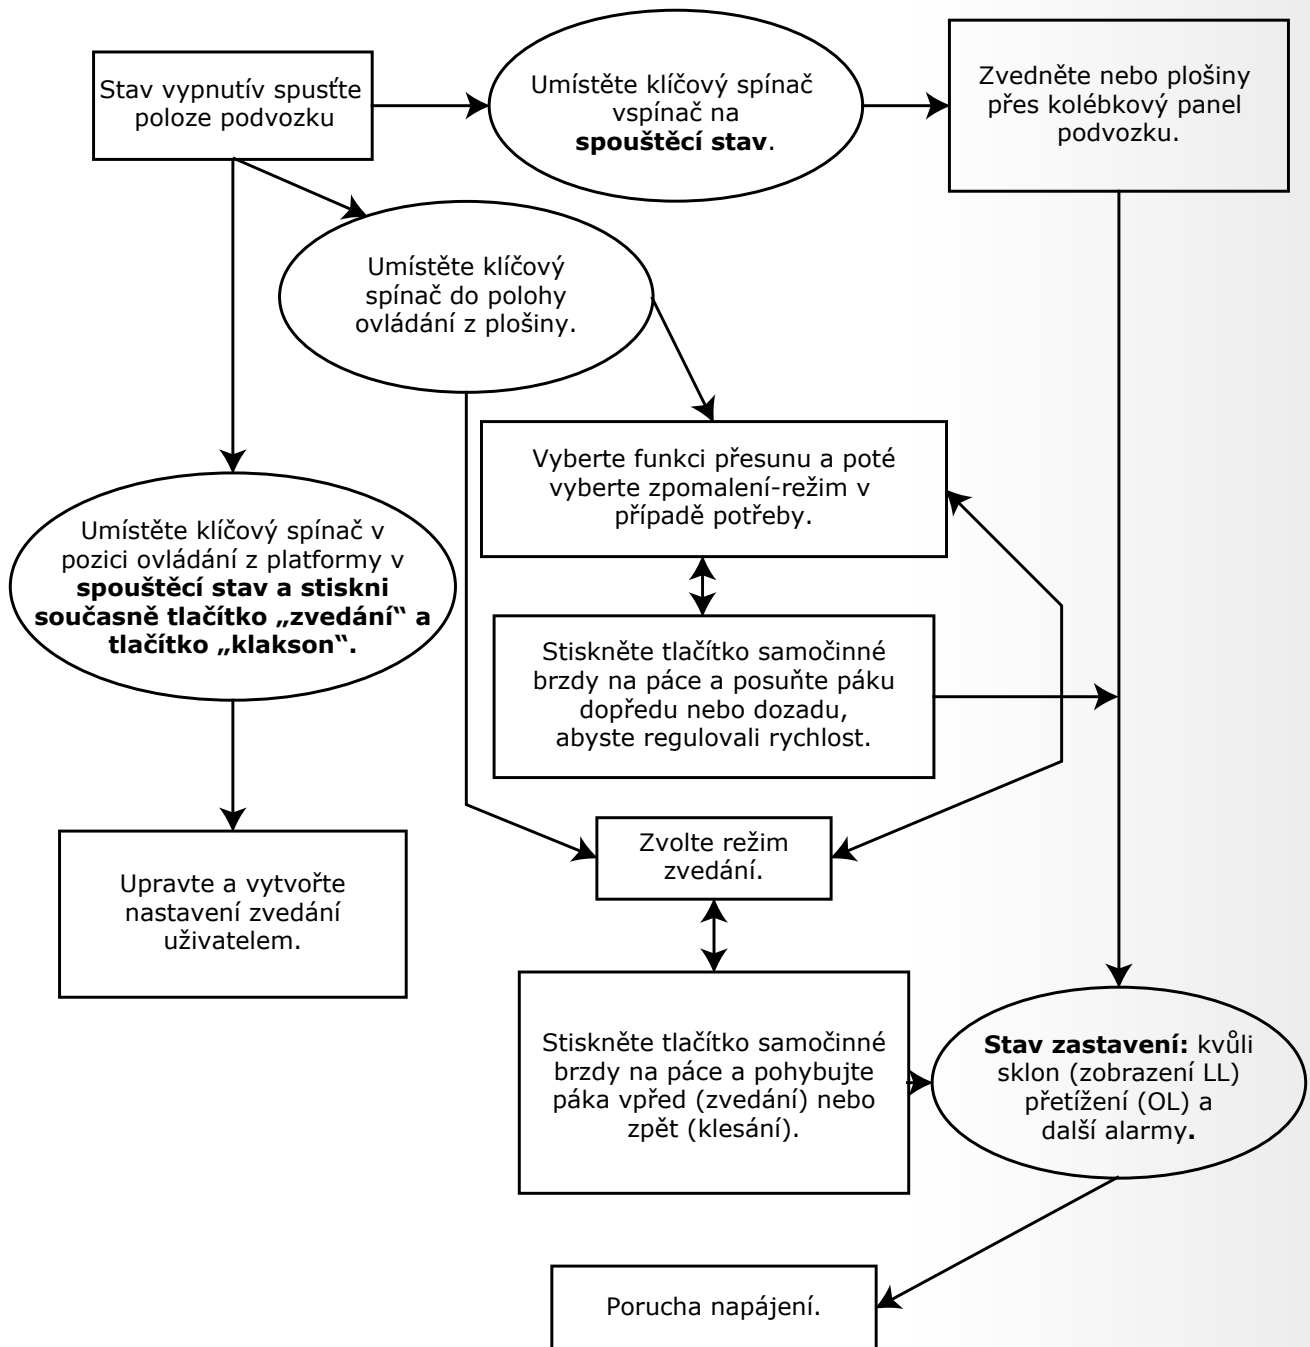 Stav vypnutív spusťte
poloze podvozku
Umístěte klíčový spínač
vspínač na
spouštěcí stav.
Zvedněte nebo plošiny
přes kolébkový panel
podvozku.
Umístěte klíčový
spínač do polohy
ovládání z plošiny.
Vyberte funkci přesunu a poté
vyberte zpomalení-režim v
případě potřeby.
Umístěte klíčový spínač v
pozici ovládání z platformy v
spouštěcí stav a stiskni
současně tlačítko „zvedání“ a
tlačítko „klakson“.
Stiskněte tlačítko samočinné
brzdy na páce a posuňte páku
dopředu nebo dozadu,
abyste regulovali rychlost.
Zvolte režim
zvedání.
Upravte a vytvořte
nastavení zvedání
uživatelem.
Stiskněte tlačítko samočinné
brzdy na páce a pohybujte
páka vpřed (zvedání) nebo
zpět (klesání).
Stav zastavení: kvůli
sklon (zobrazení LL)
přetížení (OL) a
další alarmy.
Porucha napájení.